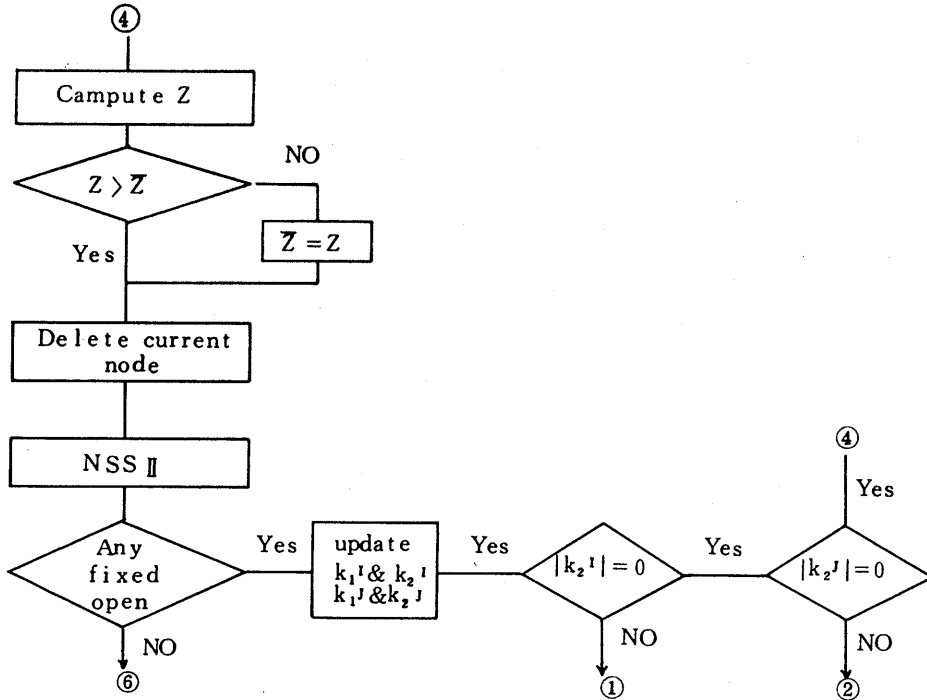 ④
Campute Z
NO
Z > Z̅
Z̅ = Z
Yes
Delete current
node
NSS Ⅱ
④
Yes
Any
fixed
open
Yes
update
k₁ᴵ & k₂ᴵ
k₁ᴶ & k₂ᴶ
Yes
|k₂ᴵ| = 0
Yes
|k₂ᴶ| = 0
NO
⑥
NO
①
NO
②